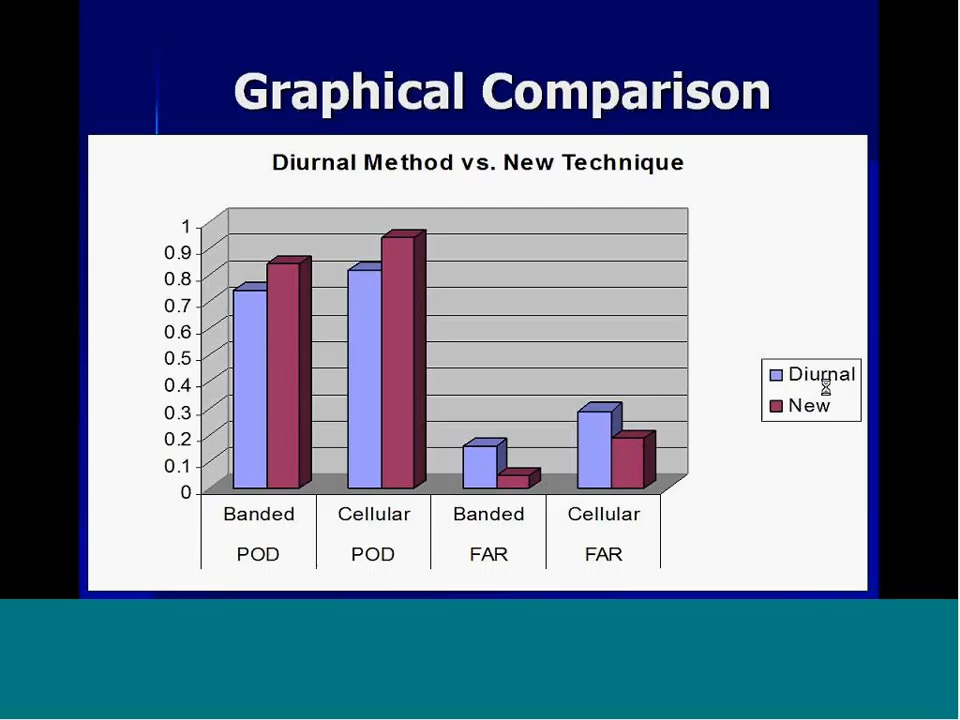 Graphical Comparison
Diurnal Method vs. New Technique
1
0.9
0.8
0.7
0.6
0.5
0.4
0.3
0.2
0.1
0
Banded Cellular Banded Cellular
POD POD FAR FAR
Diurnal
New